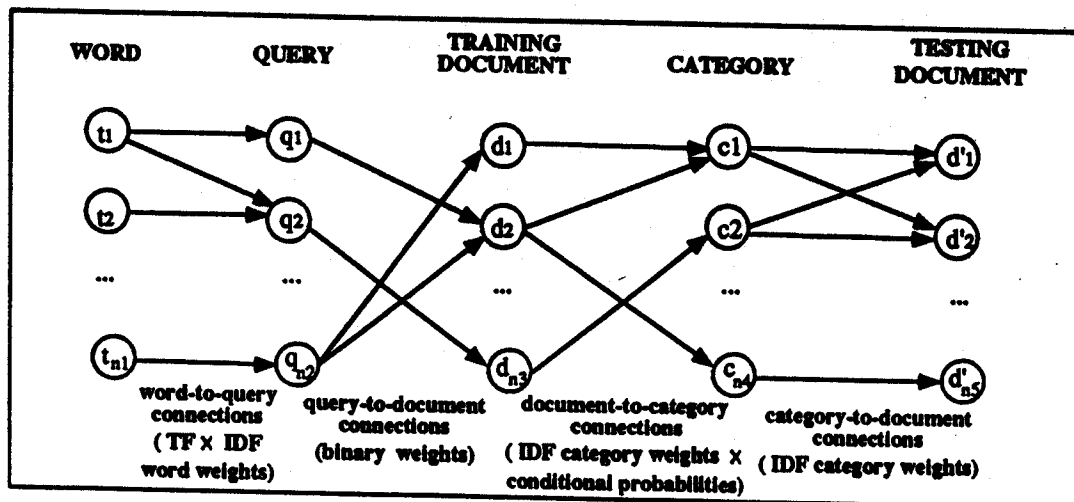 WORD QUERY TRAINING DOCUMENT CATEGORY TESTING DOCUMENT
t1 q1 d1 c1 d'1
t2 q2 d2 c2 d'2
... ... ... ... ...
tn1 qn2 dn3 cn4 d'n5
word-to-query
connections
( TF X IDF
word weights)
query-to-document
connections
(binary weights)
document-to-category
connections
( IDF category weights X
conditional probabilities)
category-to-document
connections
( IDF category weights)